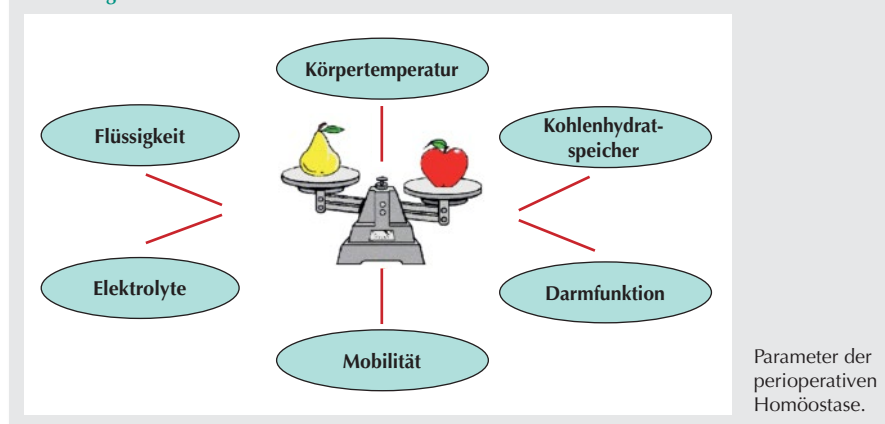 Körpertemperatur
Flüssigkeit
Kohlenhydrat-
speicher
Elektrolyte
Darmfunktion
Mobilität
Parameter der
perioperativen
Homöostase.